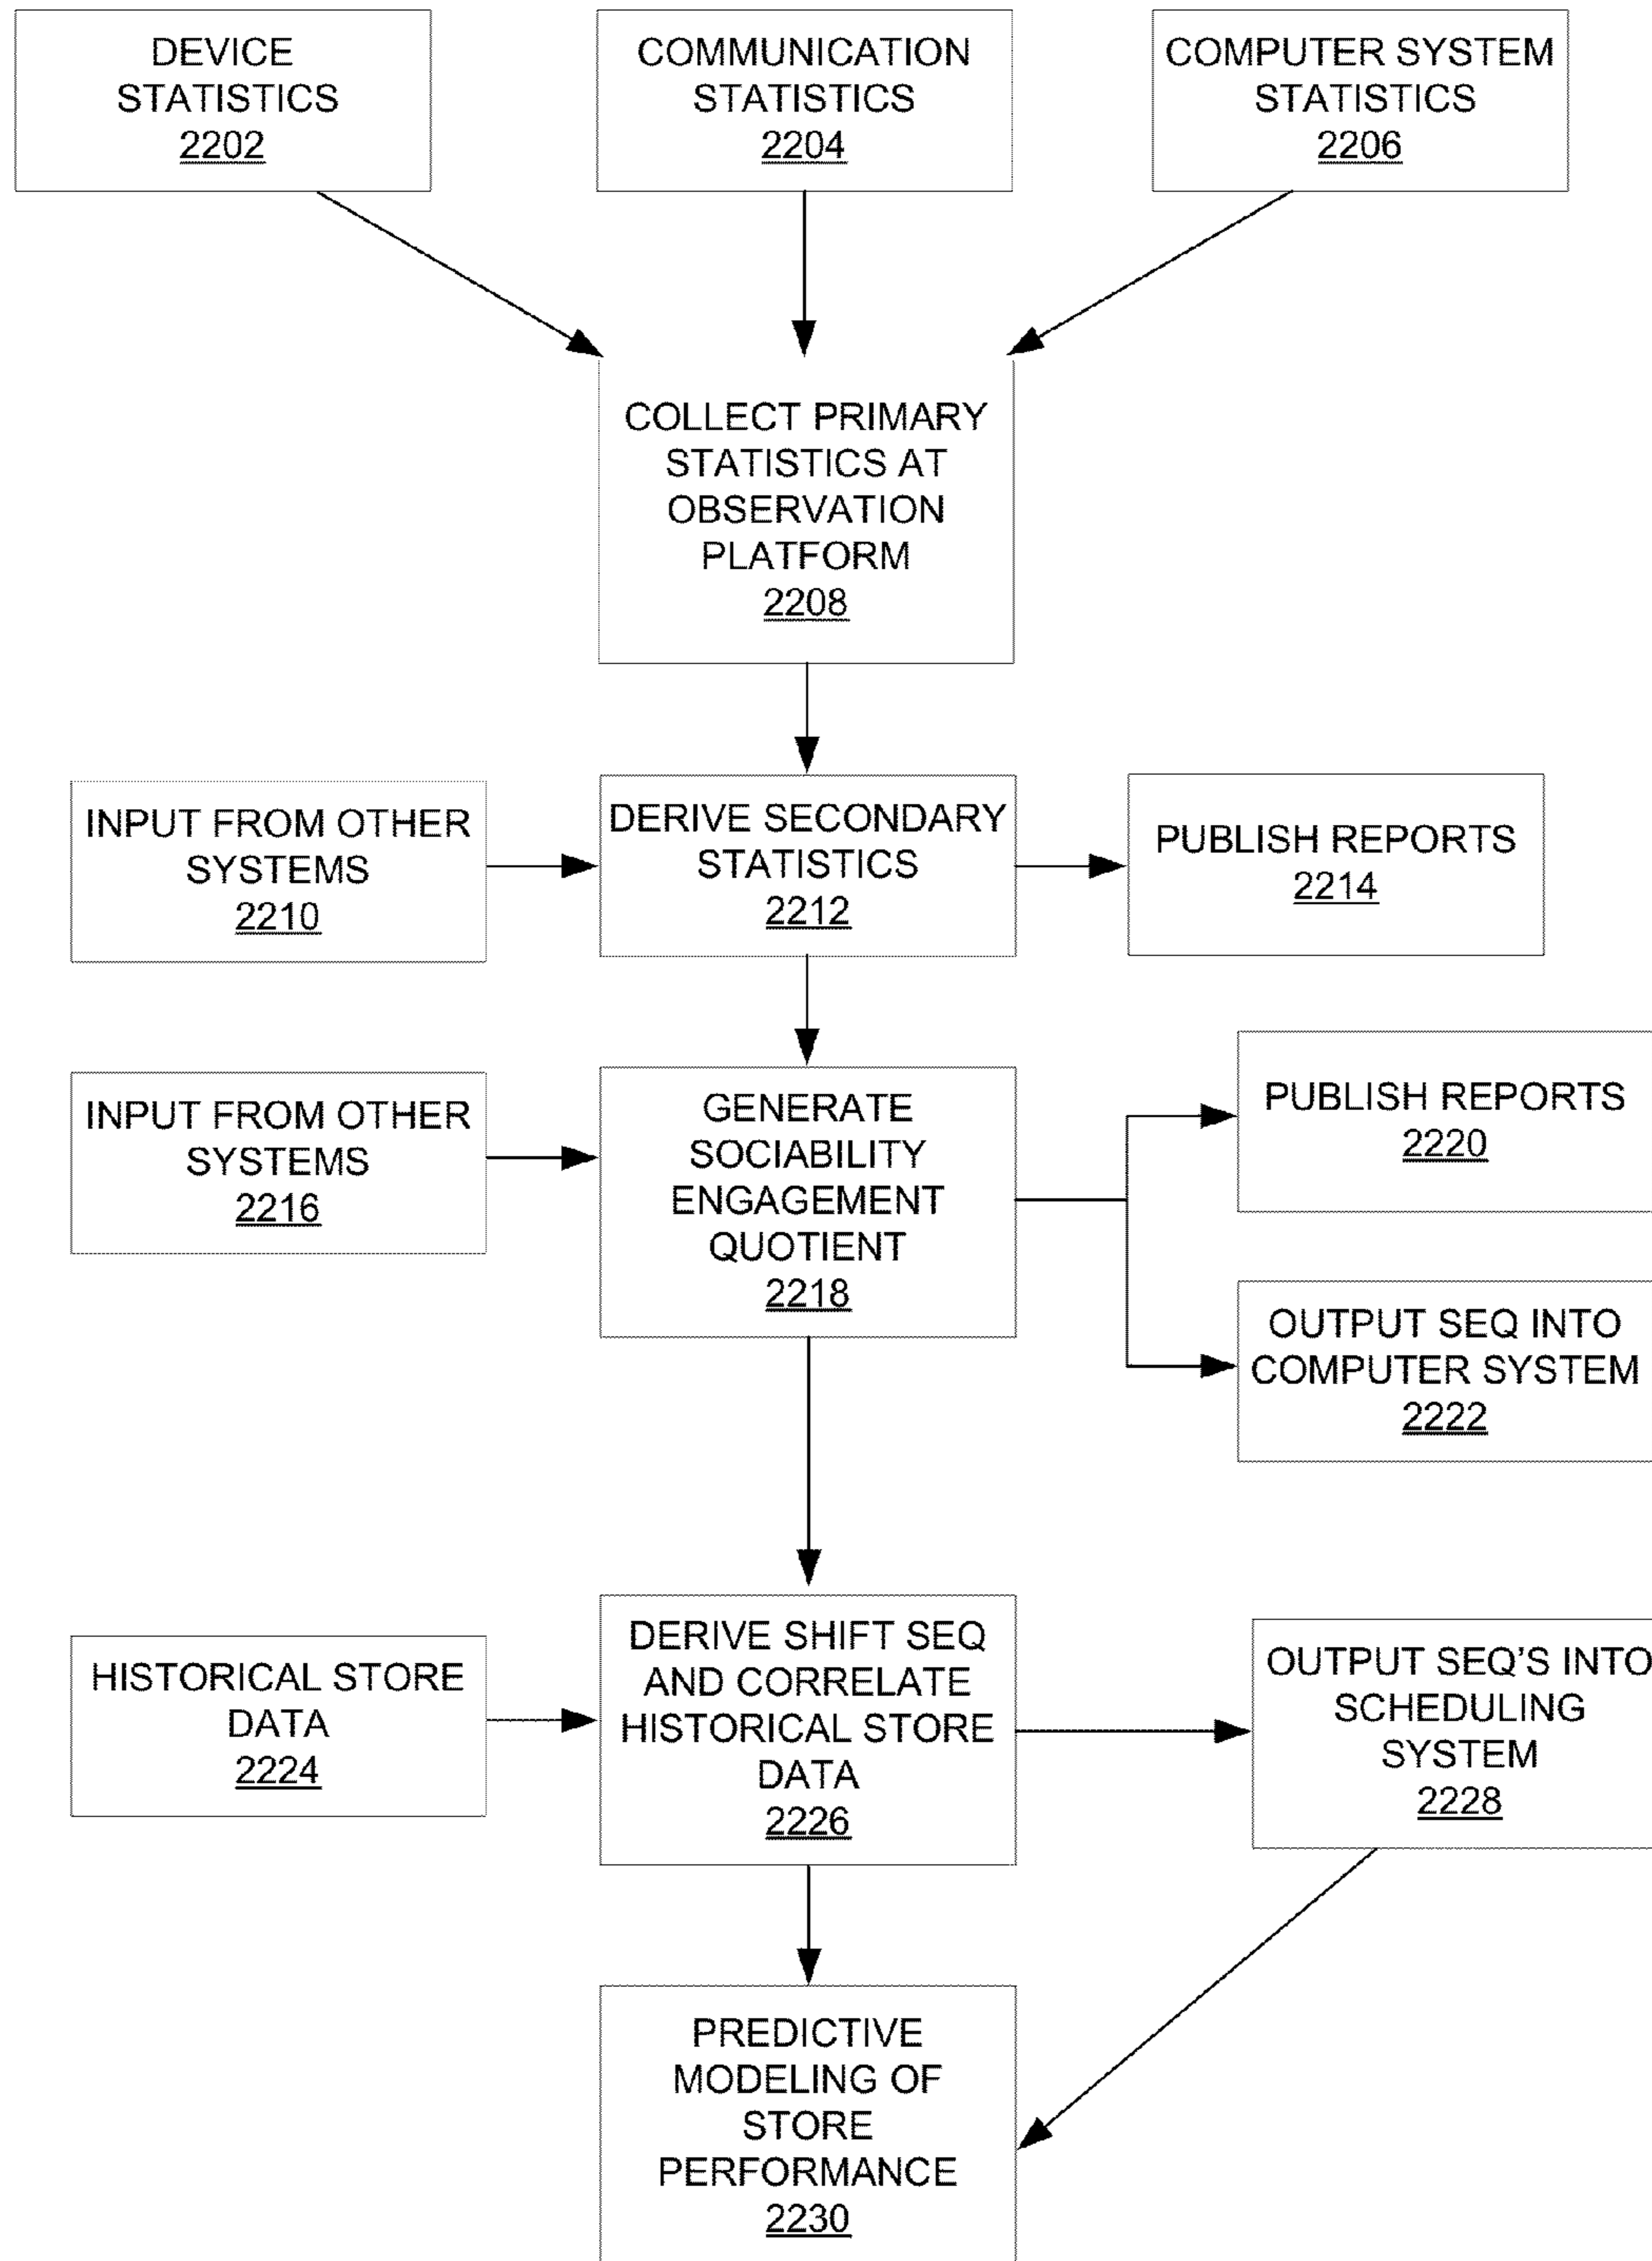 DEVICE
STATISTICS
2202
COMMUNICATION
STATISTICS
2204
COMPUTER SYSTEM
STATISTICS
2206
COLLECT PRIMARY
STATISTICS AT
OBSERVATION
PLATFORM
2208
INPUT FROM OTHER
SYSTEMS
2210
DERIVE SECONDARY
STATISTICS
2212
PUBLISH REPORTS
2214
INPUT FROM OTHER
SYSTEMS
2216
GENERATE
SOCIABILITY
ENGAGEMENT
QUOTIENT
2218
PUBLISH REPORTS
2220
OUTPUT SEQ INTO
COMPUTER SYSTEM
2222
HISTORICAL STORE
DATA
2224
DERIVE SHIFT SEQ
AND CORRELATE
HISTORICAL STORE
DATA
2226
OUTPUT SEQ'S INTO
SCHEDULING
SYSTEM
2228
PREDICTIVE
MODELING OF
STORE
PERFORMANCE
2230